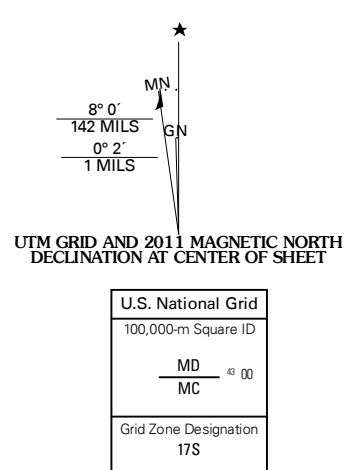 ★
MN
8° 0´
142 MILS
GN
0° 2´
1 MILS
UTM GRID AND 2011 MAGNETIC NORTH
DECLINATION AT CENTER OF SHEET
U.S. National Grid
100,000-m Square ID
MD
43 00
MC
Grid Zone Designation
17S